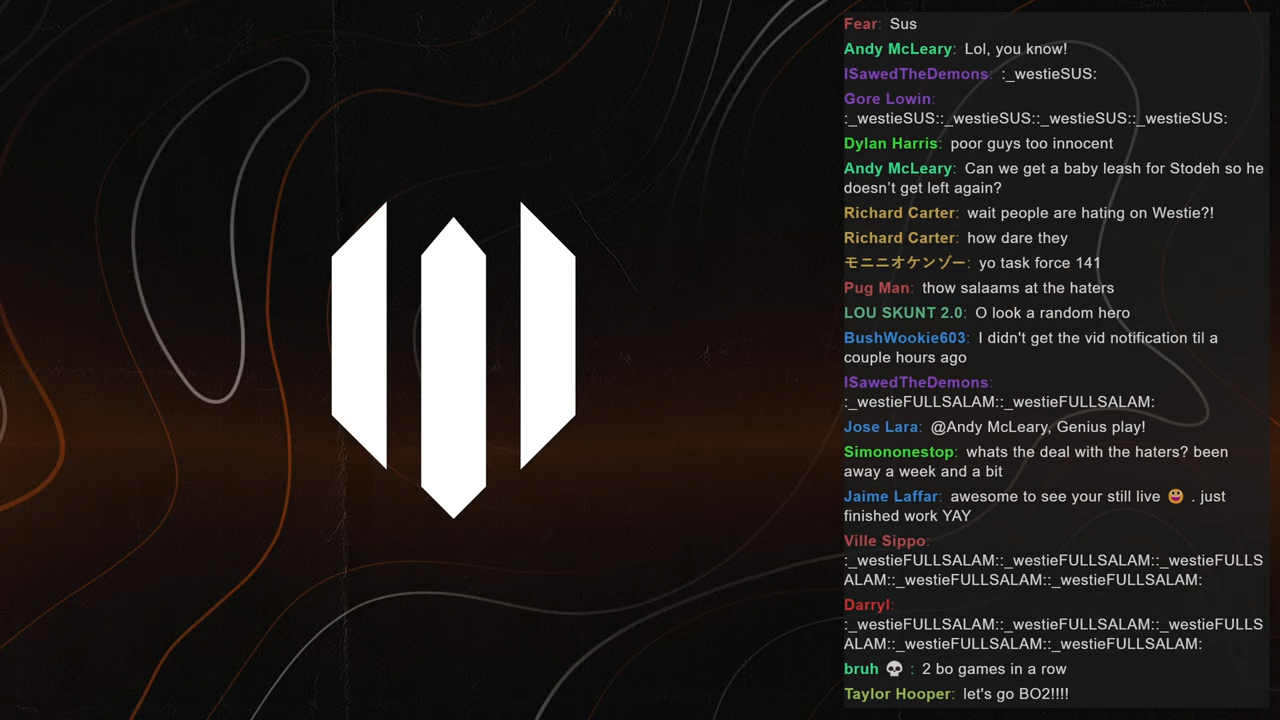 Fear: Sus
Andy McLeary: Lol, you know!
ISawedTheDemons: :_westieSUS:
Gore Lowin:
:_westieSUS::_westieSUS::_westieSUS::_westieSUS:
Dylan Harris: poor guys too innocent
Andy McLeary: Can we get a baby leash for Stodeh so he
doesn't get left again?
Richard Carter: wait people are hating on Westie?!
Richard Carter: how dare they
モニニオケンゾー: yo task force 141
Pug Man: thow salaams at the haters
LOU SKUNT 2.0: O look a random hero
BushWookie603: I didn't get the vid notification til a
couple hours ago
ISawedTheDemons:
:_westieFULLSALAM::_westieFULLSALAM:
Jose Lara: @Andy McLeary, Genius play!
Simononestop: whats the deal with the haters? been
away a week and a bit
Jaime Laffar: awesome to see your still live 😀 . just
finished work YAY
Ville Sippo:
:_westieFULLSALAM::_westieFULLSALAM::_westieFULLS
ALAM::_westieFULLSALAM::_westieFULLSALAM:
Darryl:
:_westieFULLSALAM::_westieFULLSALAM::_westieFULLS
ALAM::_westieFULLSALAM::_westieFULLSALAM:
bruh 💀 : 2 bo games in a row
Taylor Hooper: let's go BO2!!!!